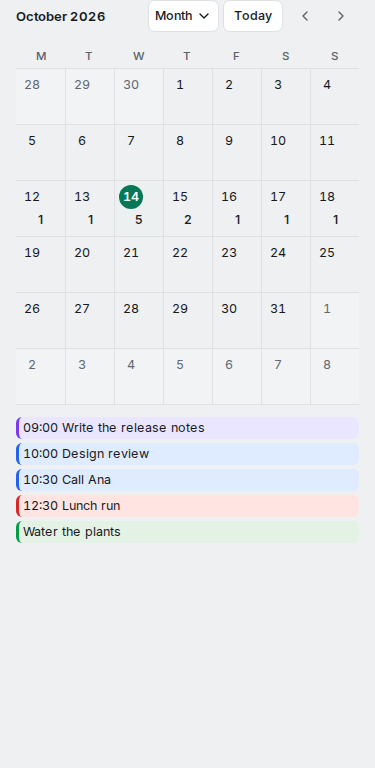 October 2026 Month Today
M T W T F S S
28 29 30 1 2 3 4
5 6 7 8 9 10 11
12 13 14 15 16 17 18
1 1 5 2 1 1 1
19 20 21 22 23 24 25
26 27 28 29 30 31 1
2 3 4 5 6 7 8
09:00 Write the release notes
10:00 Design review
10:30 Call Ana
12:30 Lunch run
Water the plants